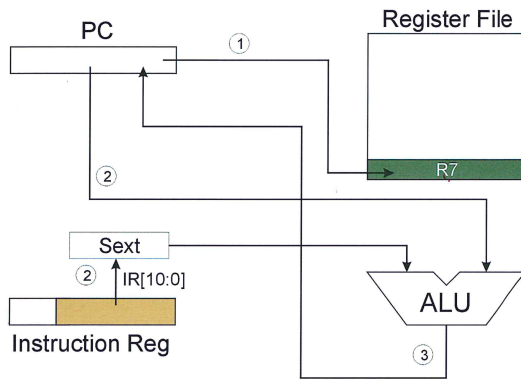 PC
Register File
1
R7
2
Sext
2
IR[10:0]
ALU
Instruction Reg
3